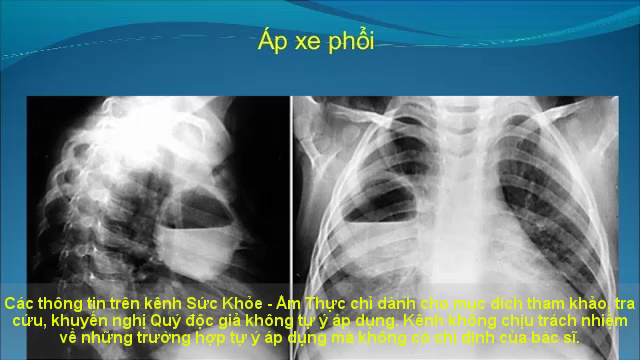 Áp xe phổi
Các thông tin trên kênh Sức Khỏe - Ẩm Thực chỉ dành cho mục đích tham khảo, tra
cứu, khuyến nghị Quý độc giả không tự ý áp dụng. Kênh không chịu trách nhiệm
về những trường hợp tự ý áp dụng mà không có chỉ định của bác sĩ.